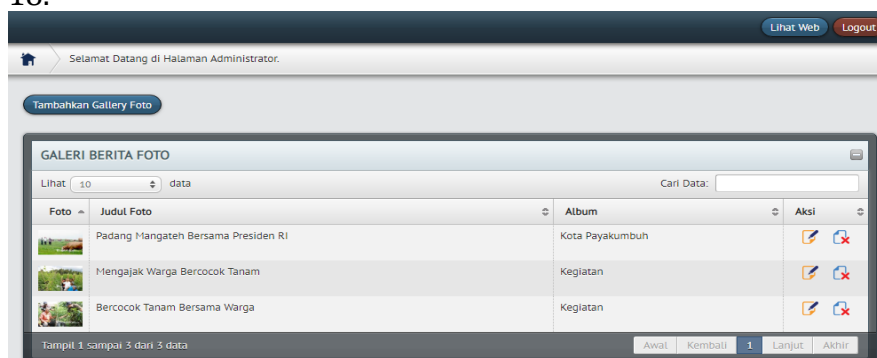 16.
Lihat Web Logout
Selamat Datang di Halaman Administrator.
Tambahkan Gallery Foto
GALERI BERITA FOTO
Lihat 10 data Cari Data:
Foto Judul Foto Album Aksi
Padang Mangateh Bersama Presiden RI Kota Payakumbuh
Mengajak Warga Bercocok Tanam Kegiatan
Bercocok Tanam Bersama Warga Kegiatan
Tampil 1 sampai 3 dari 3 data Awal Kembali 1 Lanjut Akhir